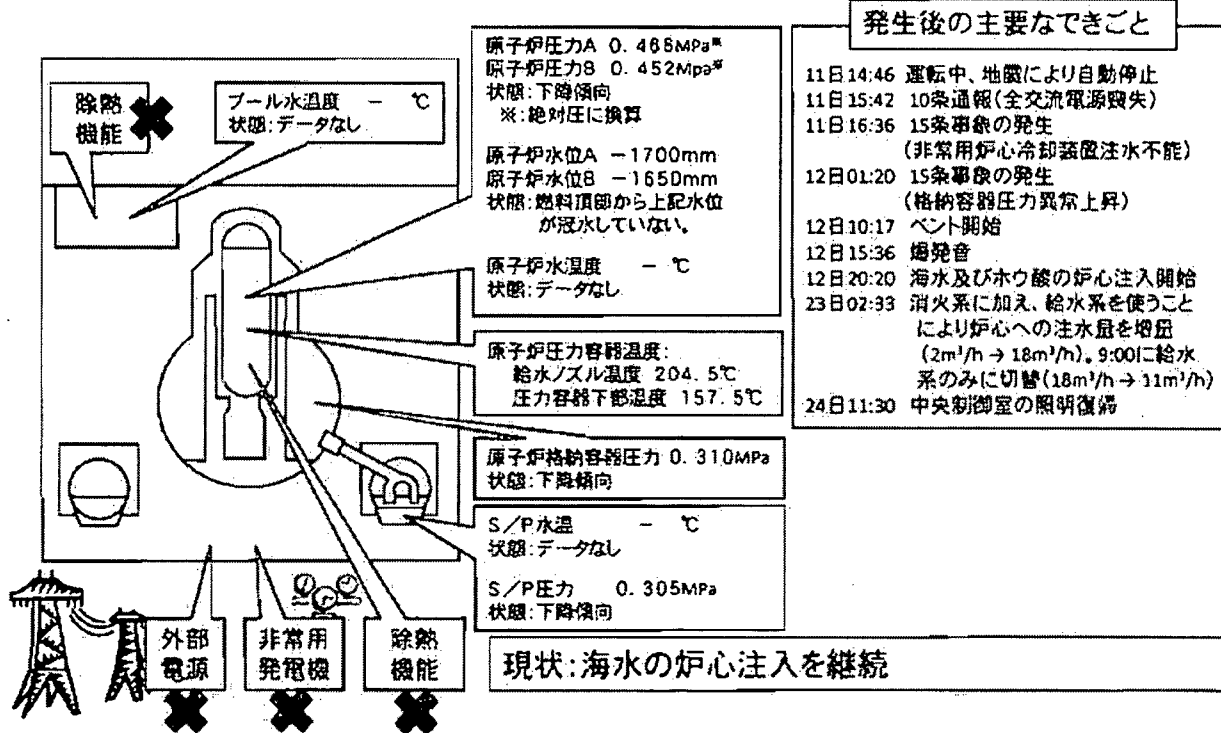 除熱
機能
プール水温度 － ℃
状態:データなし
原子炉圧力A 0.468MPa※
原子炉圧力B 0.452Mpa※
状態:下降傾向
※:絶対圧に換算
原子炉水位A －1700mm
原子炉水位B －1650mm
状態:燃料頂部から上記水位
が冠水していない。
原子炉水温度 － ℃
状態:データなし
原子炉圧力容器温度:
給水ノズル温度 204.5℃
圧力容器下部温度 157.5℃
原子炉格納容器圧力 0.310MPa
状態:下降傾向
S／P水温 － ℃
状態:データなし
S／P圧力 0.305MPa
状態:下降傾向
外部
電源
非常用
発電機
除熱
機能
発生後の主要なできごと
11日14:46 運転中、地震により自動停止
11日15:42 10条通報(全交流電源喪失)
11日16:36 15条事象の発生
(非常用炉心冷却装置注水不能)
12日01:20 15条事象の発生
(格納容器圧力異常上昇)
12日10:17 ベント開始
12日15:36 爆発音
12日20:20 海水及びホウ酸の炉心注入開始
23日02:33 消火系に加え、給水系を使うこと
により炉心への注水量を増量
(2m³/h → 18m³/h)。9:00に給水
系のみに切替(18m³/h → 11m³/h)
24日11:30 中央制御室の照明復帰
現状:海水の炉心注入を継続